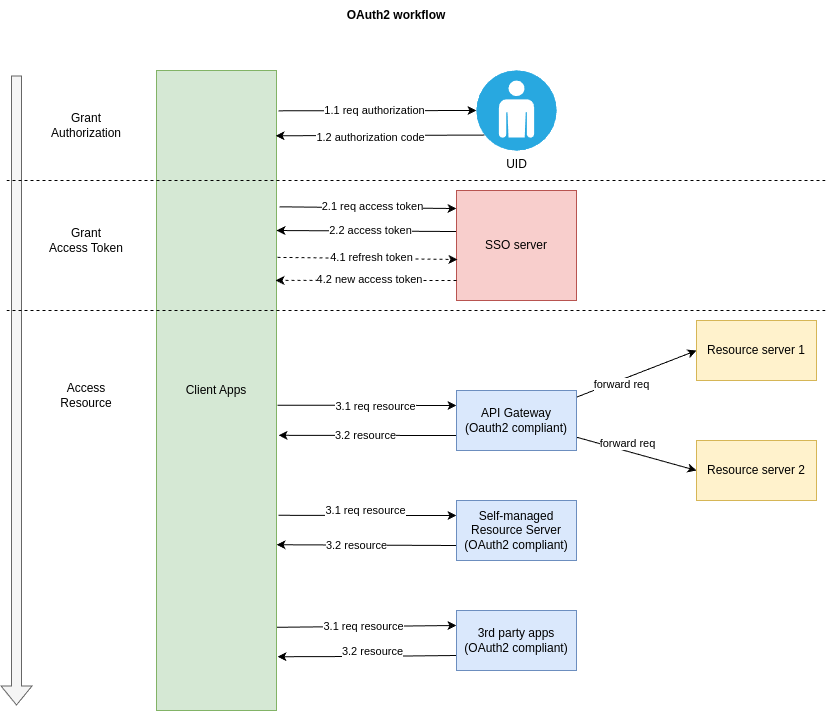 OAuth2 workflow
Grant
Authorization
1.1 req authorization
1.2 authorization code
UID
Grant
Access Token
2.1 req access token
2.2 access token
4.1 refresh token
4.2 new access token
SSO server
Access
Resource
Client Apps
3.1 req resource
3.2 resource
API Gateway
(Oauth2 compliant)
forward req
forward req
Resource server 1
Resource server 2
3.1 req resource
3.2 resource
Self-managed
Resource Server
(OAuth2 compliant)
3.1 req resource
3.2 resource
3rd party apps
(OAuth2 compliant)